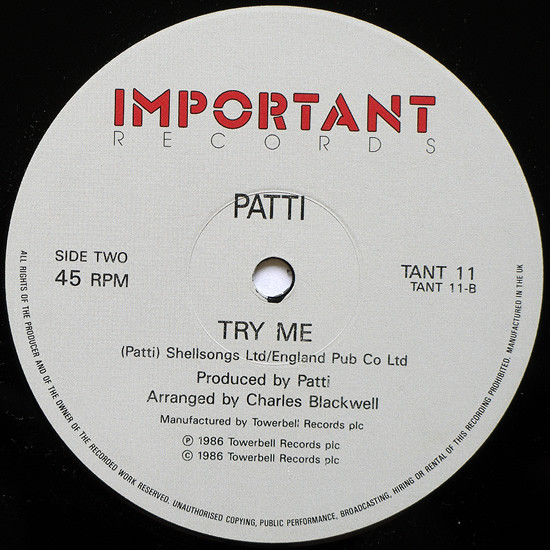 IMPORTANT
RECORDS
PATTI
SIDE TWO
45 RPM
TANT 11
TANT 11-B
TRY ME
(Patti) Shellsongs Ltd/England Pub Co Ltd
Produced by Patti
Arranged by Charles Blackwell
Manufactured by Towerbell Records plc
Ⓟ 1986 Towerbell Records plc
© 1986 Towerbell Records plc
ALL RIGHTS OF THE PRODUCER AND OF THE OWNER OF THE RECORDED WORK RESERVED. UNAUTHORISED COPYING, PUBLIC PERFORMANCE, BROADCASTING, HIRING OR RENTAL OF THIS RECORDING PROHIBITED. MANUFACTURED IN THE UK